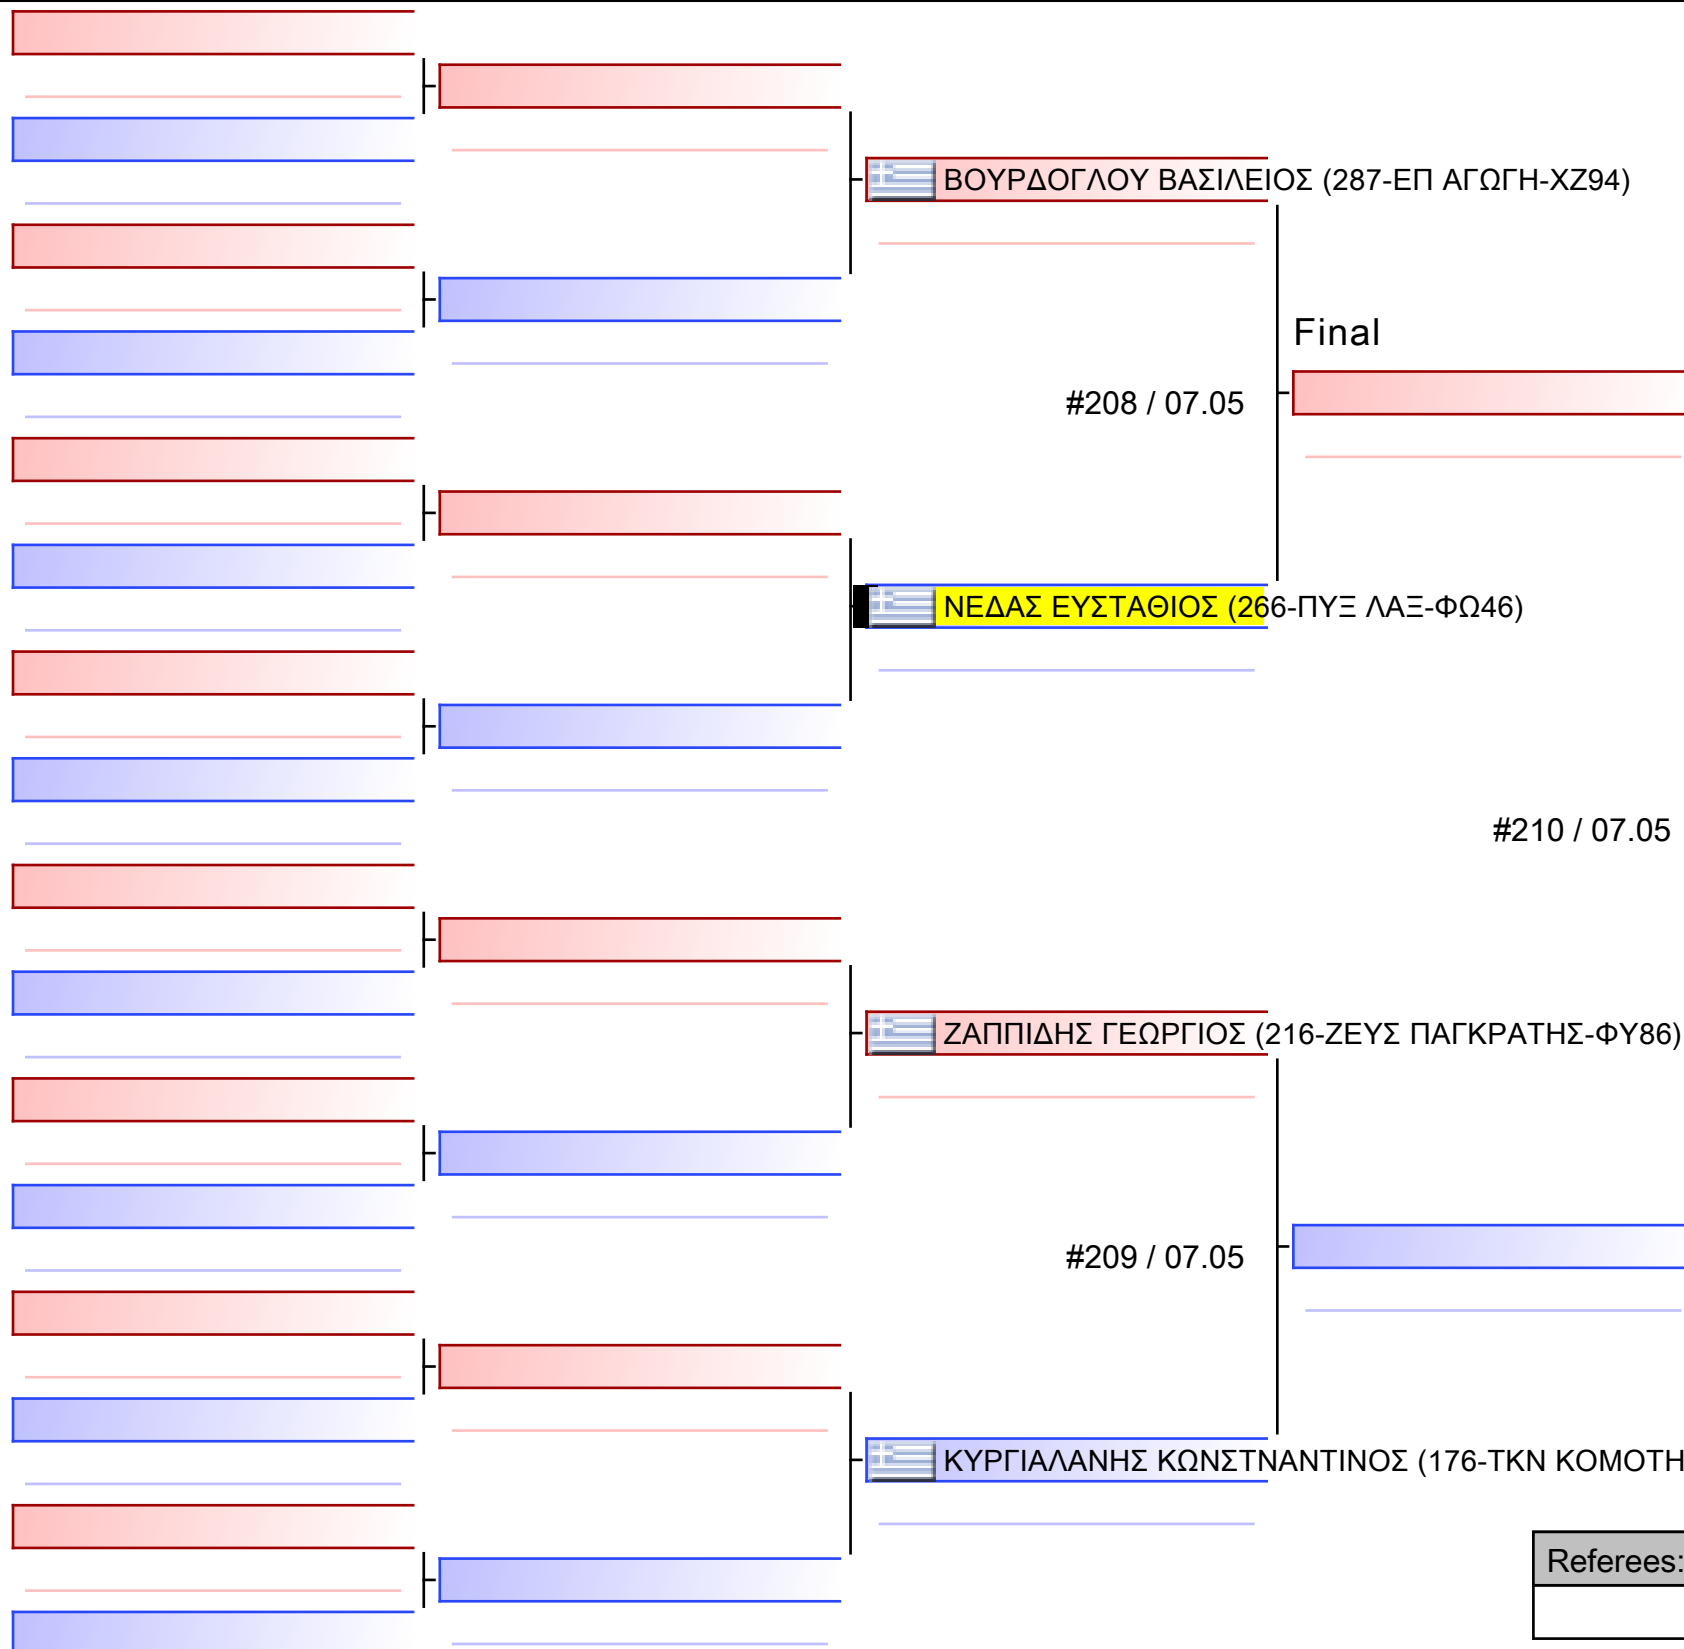 ΒΟΥΡΔΟΓΛΟΥ ΒΑΣΙΛΕΙΟΣ (287-ΕΠ ΑΓΩΓΗ-ΧΖ94)
Final
#208 / 07.05
ΝΕΔΑΣ ΕΥΣΤΑΘΙΟΣ (266-ΠΥΞ ΛΑΞ-ΦΩ46)
#210 / 07.05
ΖΑΠΠΙΔΗΣ ΓΕΩΡΓΙΟΣ (216-ΖΕΥΣ ΠΑΓΚΡΑΤΗΣ-ΦΥ86)
#209 / 07.05
ΚΥΡΓΙΑΛΑΝΗΣ ΚΩΝΣΤΝΑΝΤΙΝΟΣ (176-ΤΚΝ ΚΟΜΟΤΗ
Referees: